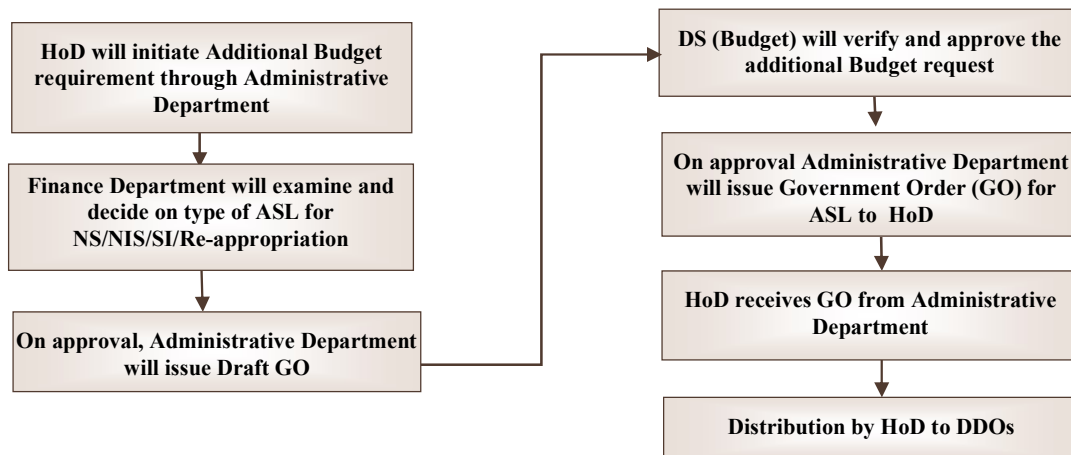 HoD will initiate Additional Budget
requirement through Administrative
Department
Finance Department will examine and
decide on type of ASL for
NS/NIS/SI/Re-appropriation
On approval, Administrative Department
will issue Draft GO
DS (Budget) will verify and approve the
additional Budget request
On approval Administrative Department
will issue Government Order (GO) for
ASL to HoD
HoD receives GO from Administrative
Department
Distribution by HoD to DDOs